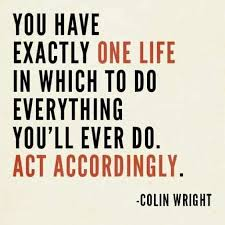 YOU HAVE
EXACTLY ONE LIFE
IN WHICH TO DO
EVERYTHING
YOU'LL EVER DO.
ACT ACCORDINGLY.
-COLIN WRIGHT